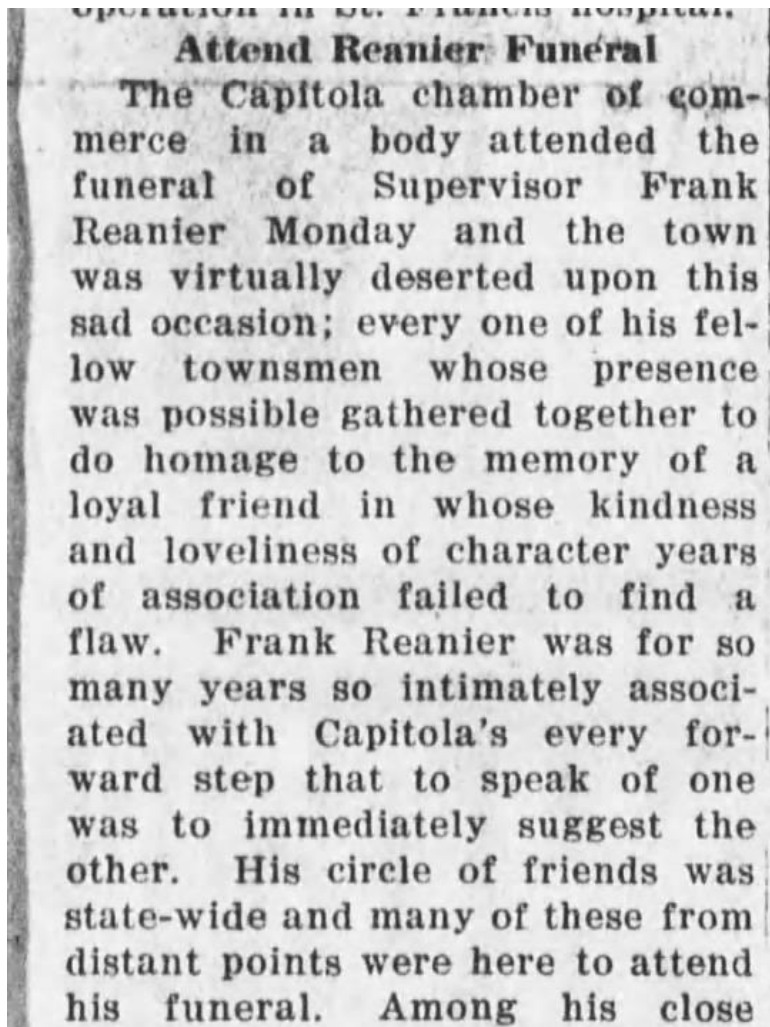 operation in St. Francis hospital.
Attend Reanier Funeral
The Capitola chamber of com-
merce in a body attended the
funeral of Supervisor Frank
Reanier Monday and the town
was virtually deserted upon this
sad occasion; every one of his fel-
low townsmen whose presence
was possible gathered together to
do homage to the memory of a
loyal friend in whose kindness
and loveliness of character years
of association failed to find a
flaw. Frank Reanier was for so
many years so intimately associ-
ated with Capitola's every for-
ward step that to speak of one
was to immediately suggest the
other. His circle of friends was
state-wide and many of these from
distant points were here to attend
his funeral. Among his close